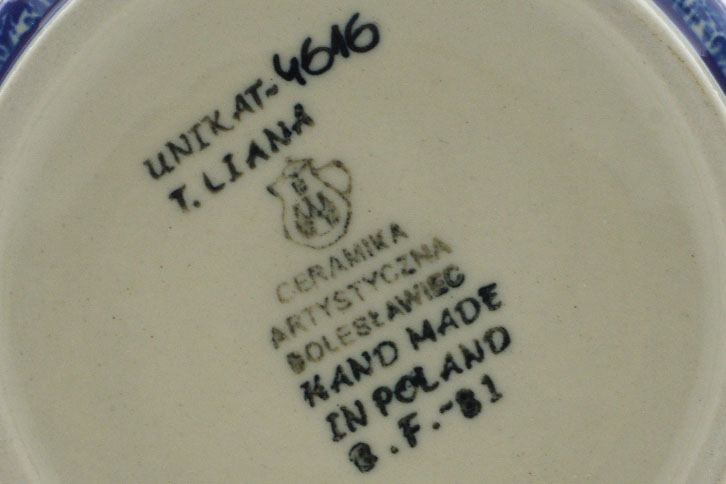 UNIKAT-4616
T. LIANA
CERAMIKA
ARTYSTYCZNA
BOLESŁAWIEC
HAND MADE
IN POLAND
B.F.-81